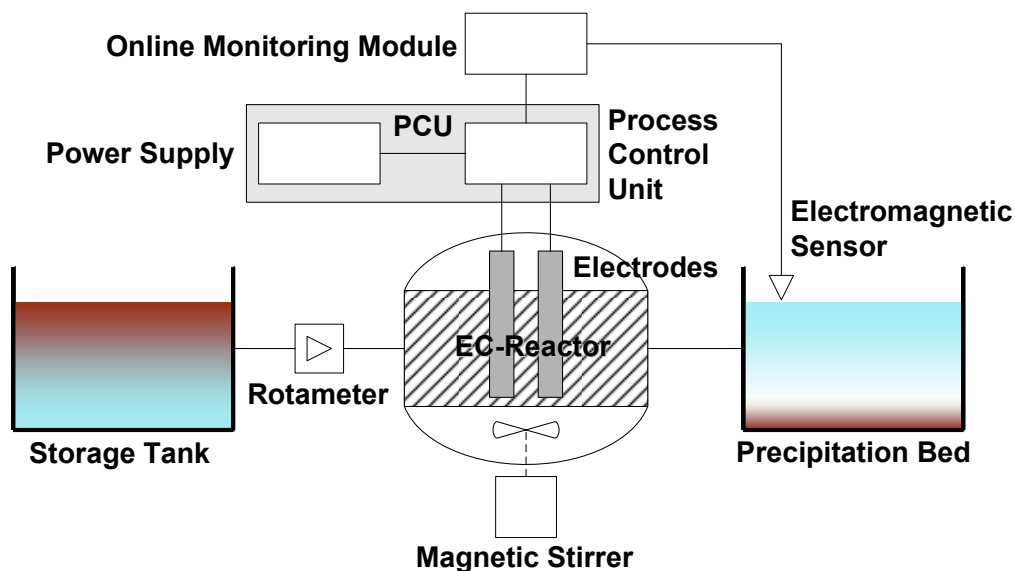 Online Monitoring Module
PCU
Process
Control
Unit
Power Supply
Electromagnetic
Sensor
Electrodes
EC-Reactor
Rotameter
Storage Tank
Precipitation Bed
Magnetic Stirrer